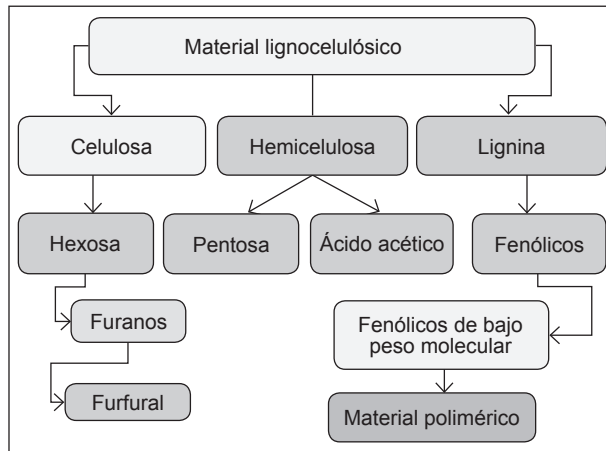 Material lignocelulósico
Celulosa
Hemicelulosa
Lignina
Hexosa
Pentosa
Ácido acético
Fenólicos
Furanos
Fenólicos de bajo
peso molecular
Furfural
Material polimérico